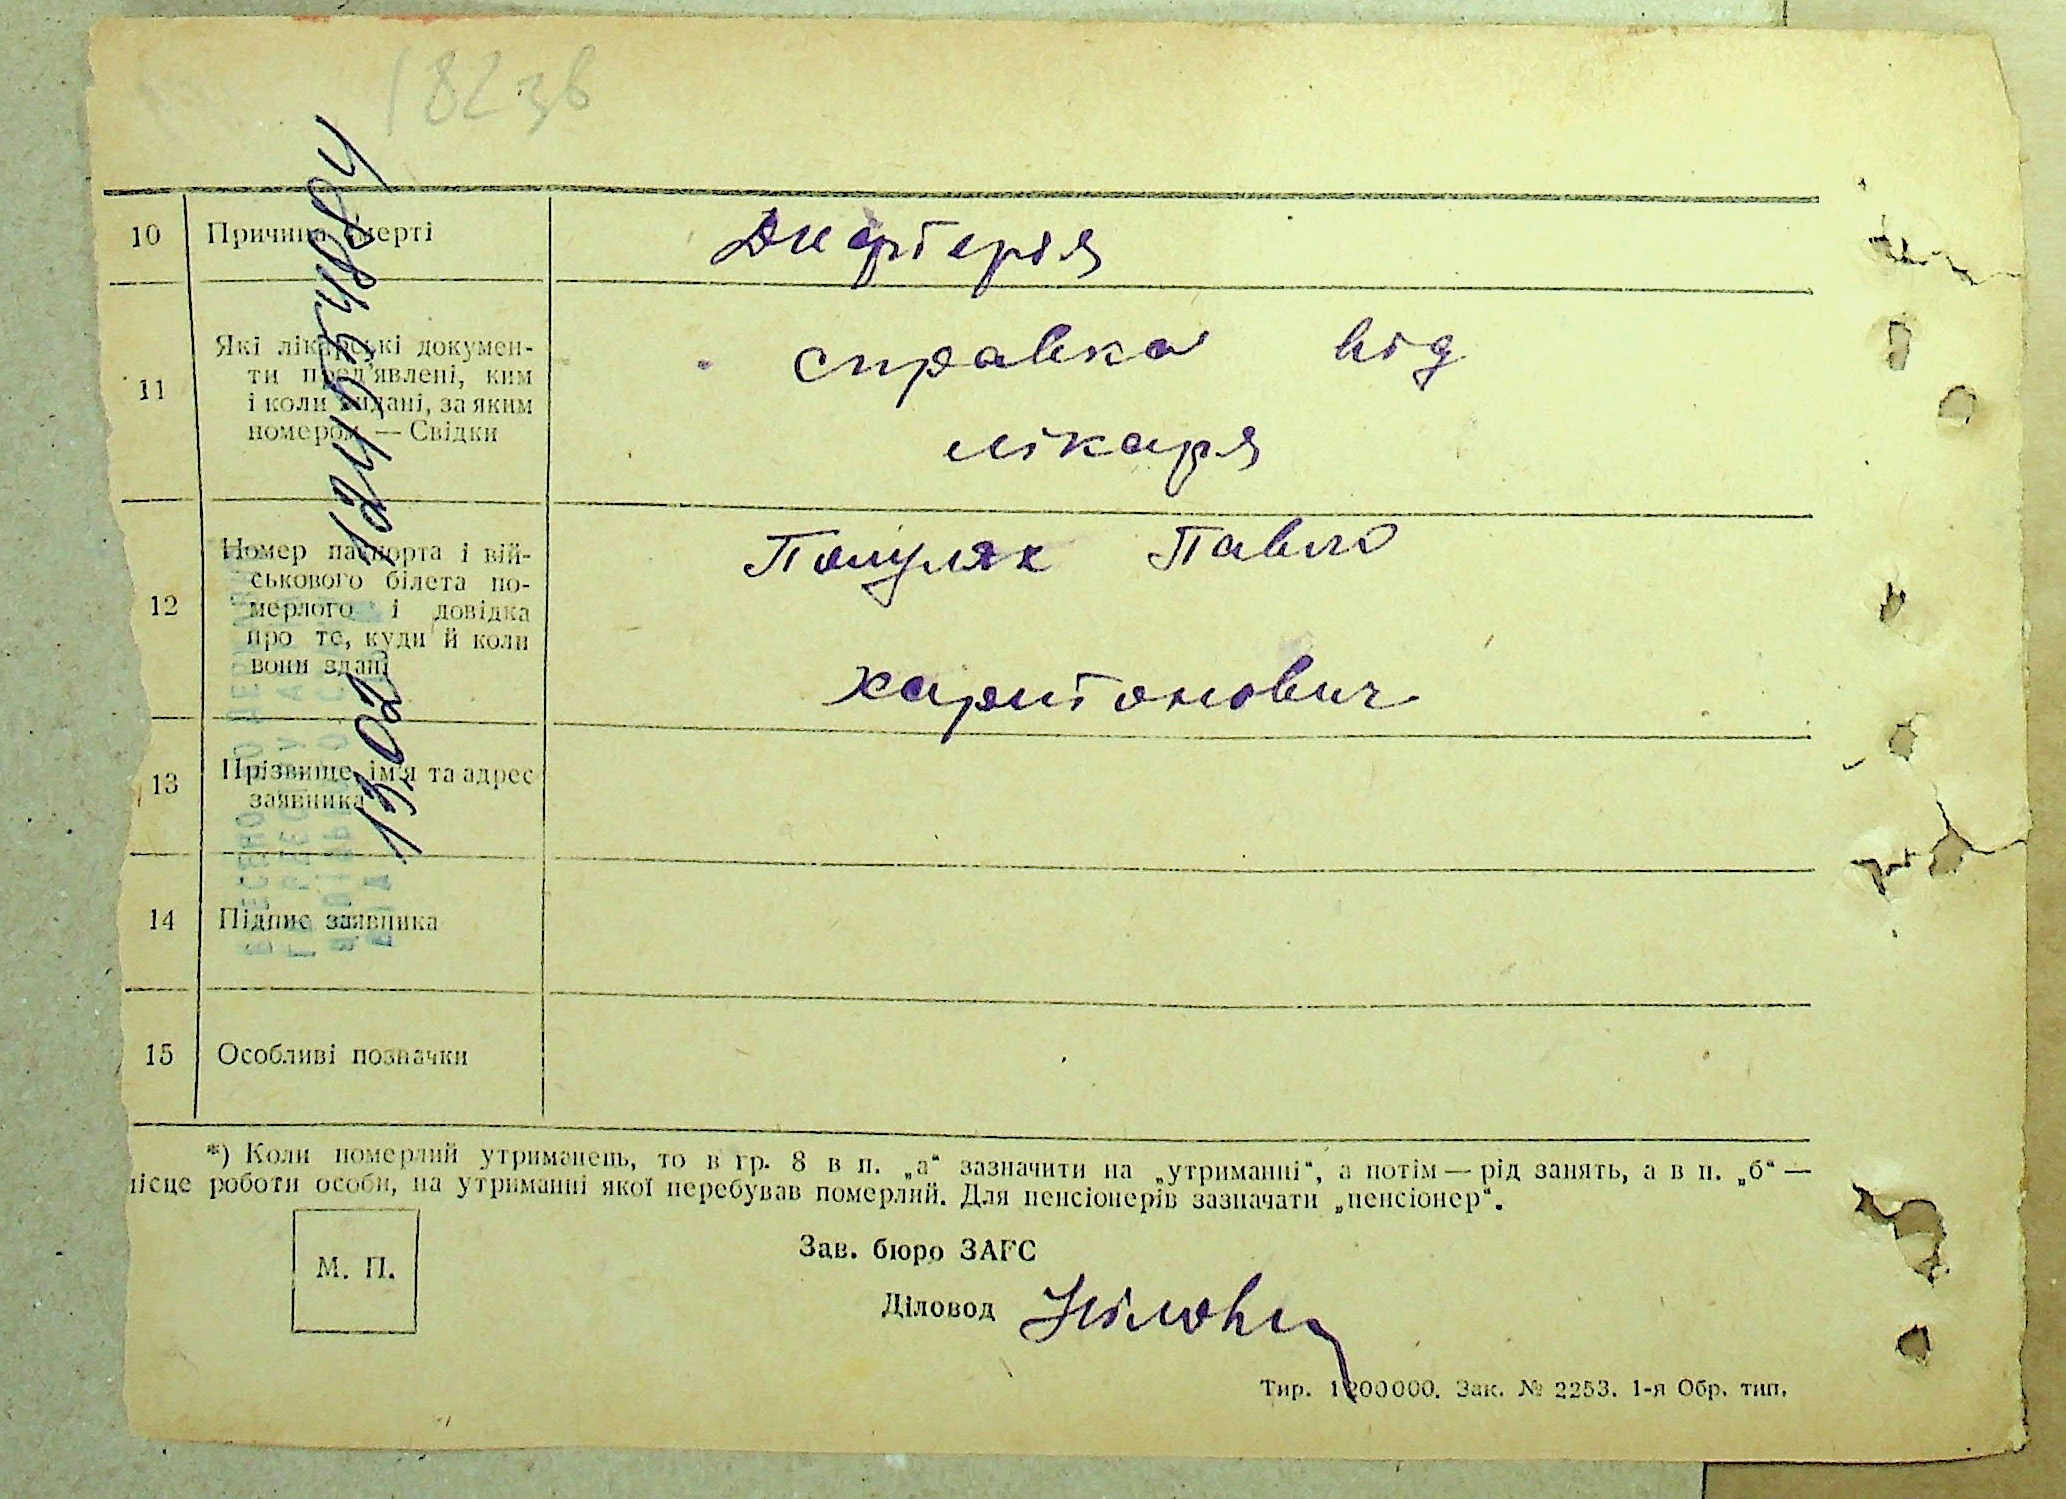 182 зв
10 Причина смерті Дифтерія
11 Які лікарські докумен-
ти пред'явлені, ким
і коли видані, за яким
номером — Свідки
справка від
лікаря
12 Номер паспорта і вій-
ськового білета по-
мерлого і довідка
про те, куди й коли
вони здані
Павло
Харитонович
13 Прізвище, ім'я та адрес
заявника
14 Підпис заявника
15 Особливі позначки
*) Коли померлий утриманець, то в гр. 8 в п. „а“ зазначити на „утриманні“, а потім — рід занять, а в п. „б“ —
місце роботи особи, на утриманні якої перебував померлий. Для пенсіонерів зазначати „пенсіонер“.
М. П.
Зав. бюро ЗАГС
Діловод
Тир. 1200000. Зак. № 2253. 1-я Обр. тип.